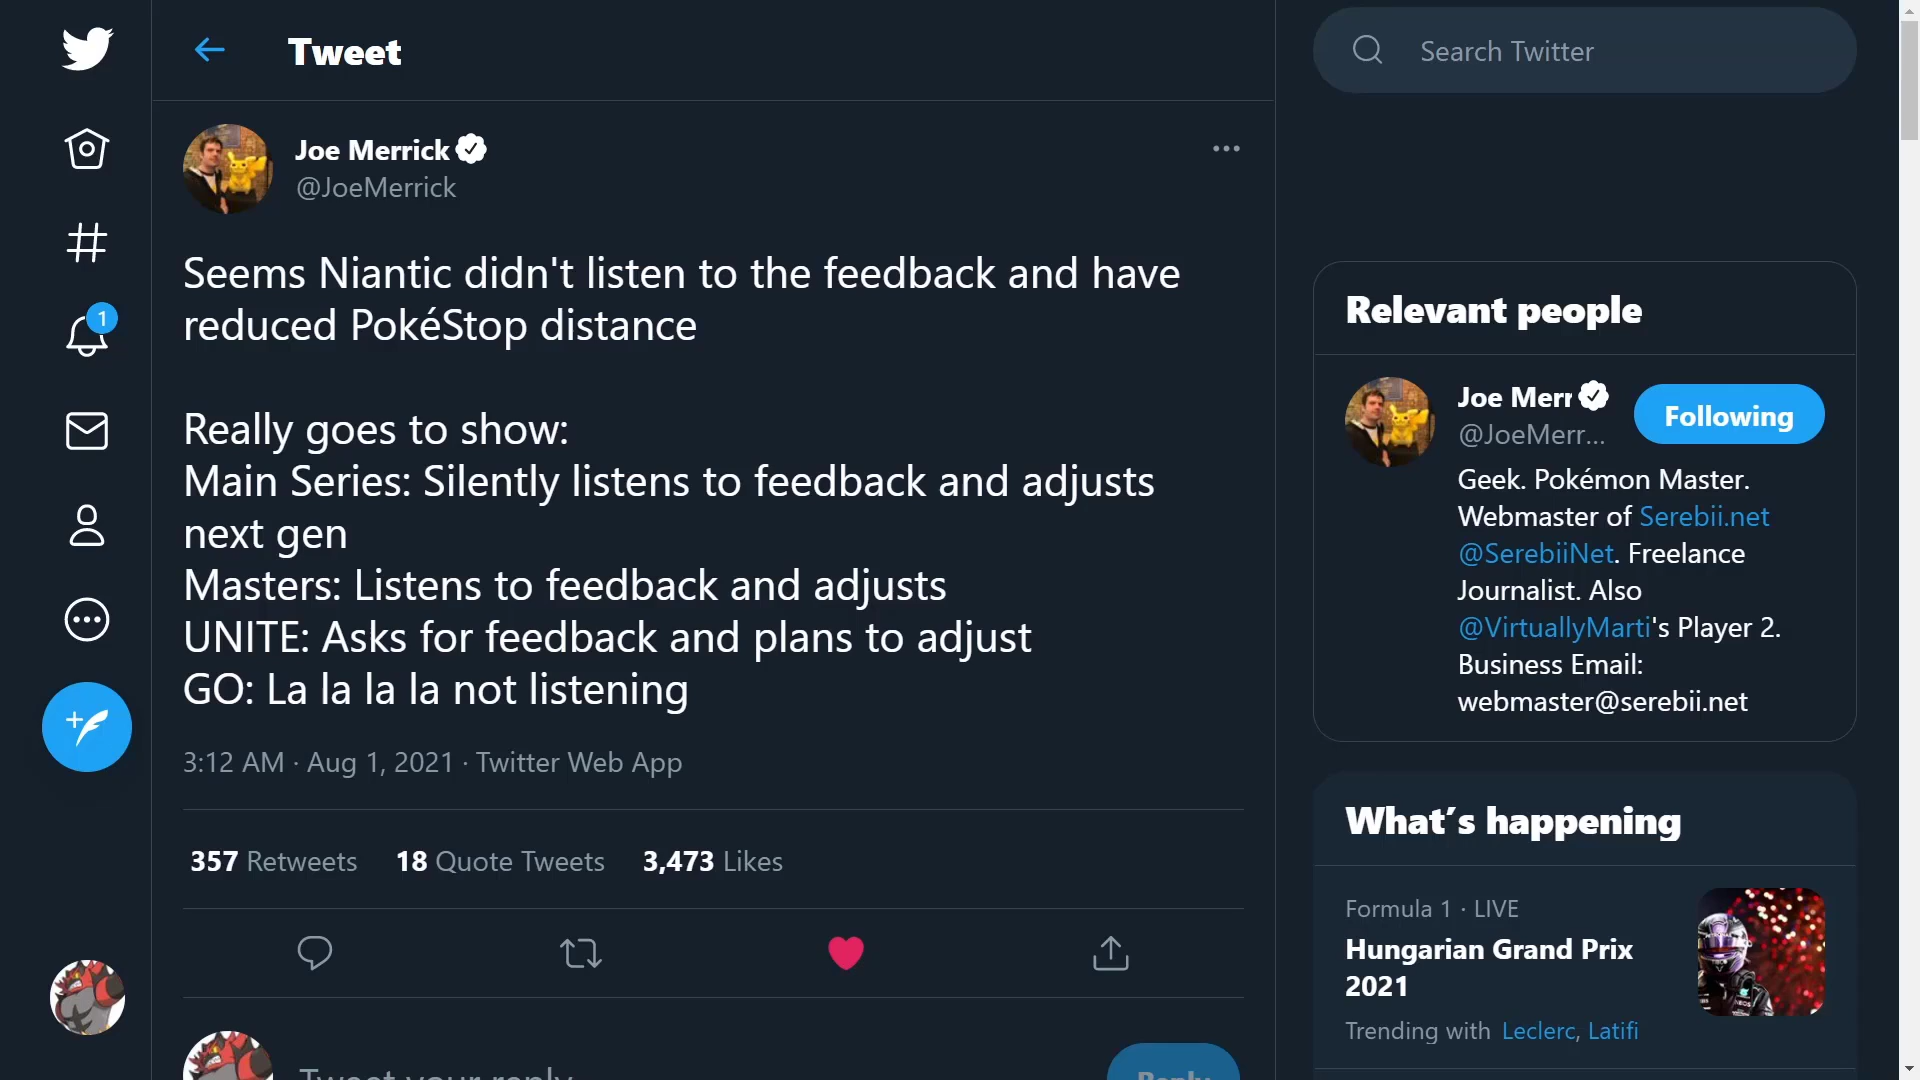 Tweet
Search Twitter
Joe Merrick
@JoeMerrick
Seems Niantic didn't listen to the feedback and have
reduced PokéStop distance
Really goes to show:
Main Series: Silently listens to feedback and adjusts
next gen
Masters: Listens to feedback and adjusts
UNITE: Asks for feedback and plans to adjust
GO: La la la la not listening
3:12 AM · Aug 1, 2021 · Twitter Web App
357 Retweets 18 Quote Tweets 3,473 Likes
Tweet your reply
Reply
1
Relevant people
Joe Merr
@JoeMerr...
Following
Geek. Pokémon Master.
Webmaster of Serebii.net
@SerebiiNet. Freelance
Journalist. Also
@VirtuallyMarti's Player 2.
Business Email:
webmaster@serebii.net
What's happening
Formula 1 · LIVE
Hungarian Grand Prix
2021
Trending with Leclerc, Latifi